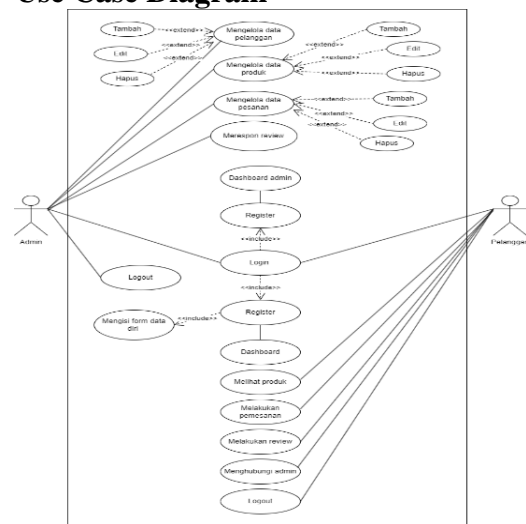 Use Case Diagram
Tambah
<<extend>>
Mengelola data
pelanggan
<<extend>>
Tambah
Edit
<<extend>>
<<extend>>
Edit
<<extend>>
Hapus
Mengelola data
produk
<<extend>>
Hapus
Mengelola data
pesanan
<<extend>>
Tambah
<<extend>>
Edit
<<extend>>
Hapus
Merespon review
Dashboard admin
Register
Admin
Pelanggan
<<include>>
Login
Logout
<<include>>
Register
Mengisi form data
diri
<<include>>
Dashboard
Melihat produk
Melakukan
pemesanan
Melakukan review
Menghubungi admin
Logout